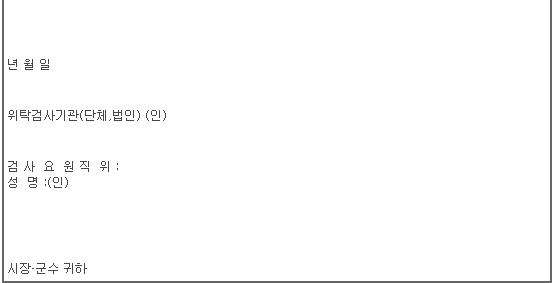 년 월 일
위탁검사기관(단체,법인) (인)
검 사 요 원 직 위 :
성 명 :(인)
시장·군수 귀하